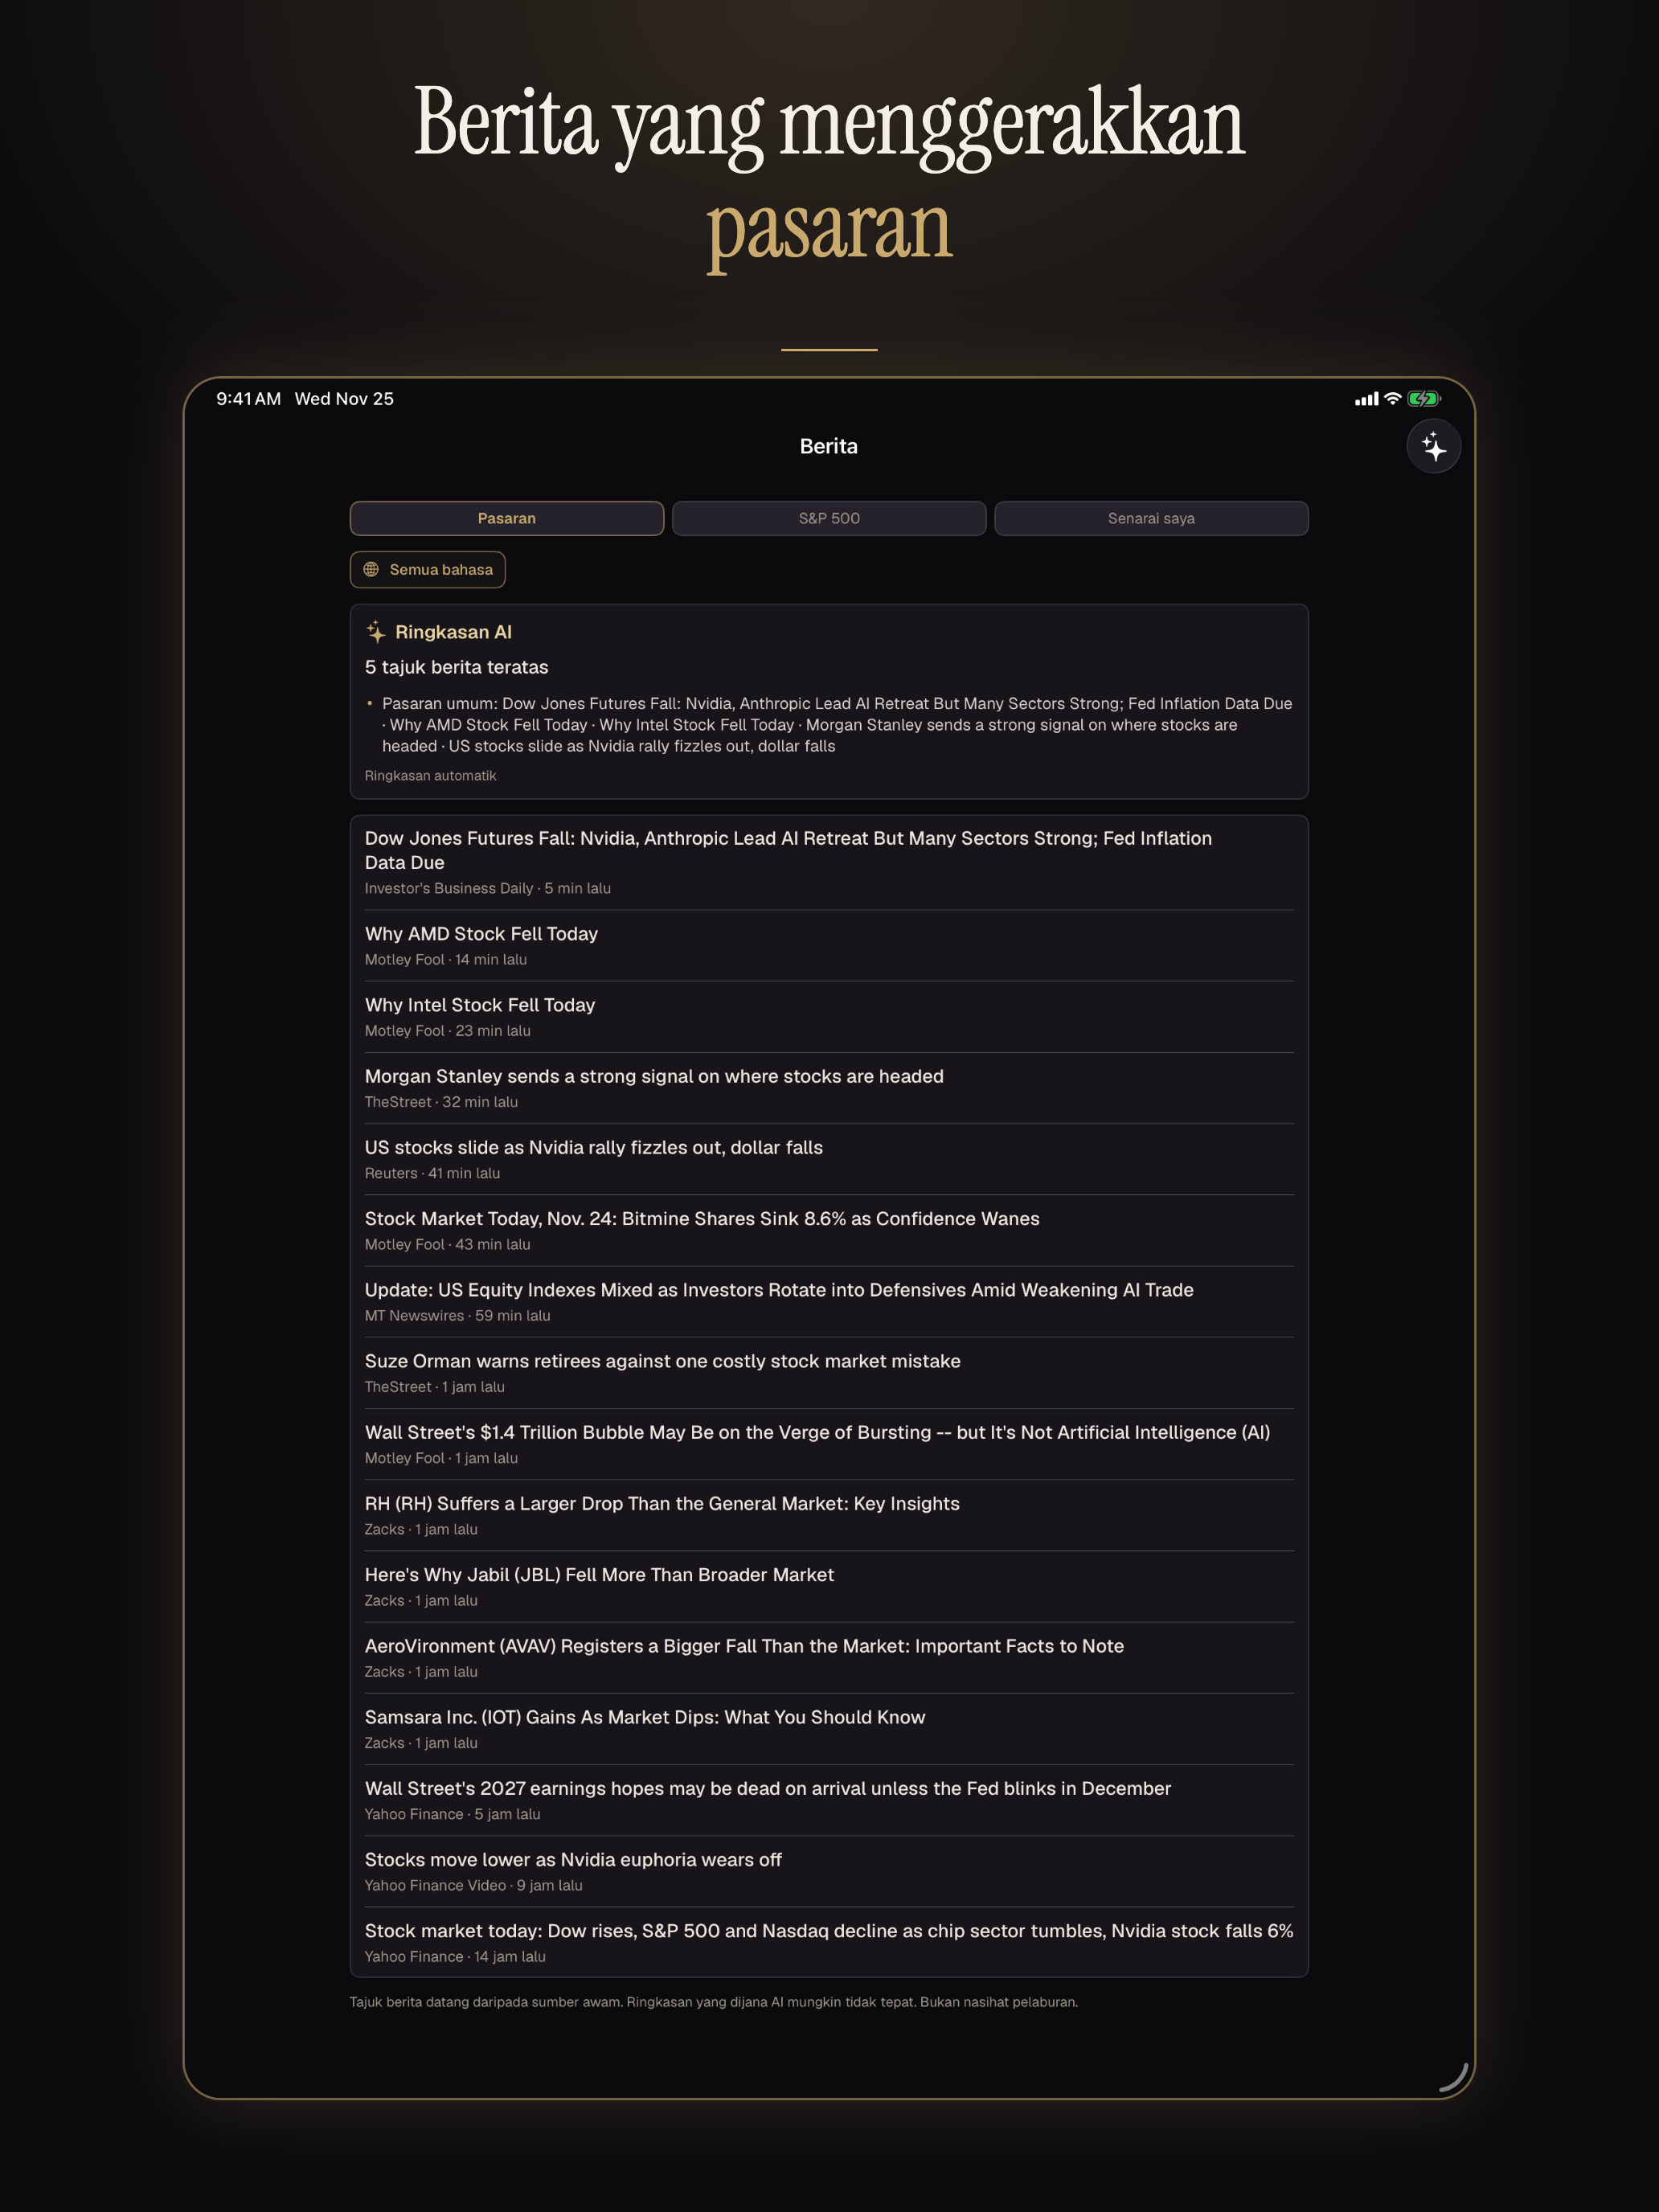 Berita yang menggerakkan
pasaran
9:41 AM Wed Nov 25
Berita
Pasaran
S&P 500
Senarai saya
Semua bahasa
Ringkasan AI
5 tajuk berita teratas
• Pasaran umum: Dow Jones Futures Fall: Nvidia, Anthropic Lead AI Retreat But Many Sectors Strong; Fed Inflation Data Due
· Why AMD Stock Fell Today · Why Intel Stock Fell Today · Morgan Stanley sends a strong signal on where stocks are
headed · US stocks slide as Nvidia rally fizzles out, dollar falls
Ringkasan automatik
Dow Jones Futures Fall: Nvidia, Anthropic Lead AI Retreat But Many Sectors Strong; Fed Inflation
Data Due
Investor's Business Daily · 5 min lalu
Why AMD Stock Fell Today
Motley Fool · 14 min lalu
Why Intel Stock Fell Today
Motley Fool · 23 min lalu
Morgan Stanley sends a strong signal on where stocks are headed
TheStreet · 32 min lalu
US stocks slide as Nvidia rally fizzles out, dollar falls
Reuters · 41 min lalu
Stock Market Today, Nov. 24: Bitmine Shares Sink 8.6% as Confidence Wanes
Motley Fool · 43 min lalu
Update: US Equity Indexes Mixed as Investors Rotate into Defensives Amid Weakening AI Trade
MT Newswires · 59 min lalu
Suze Orman warns retirees against one costly stock market mistake
TheStreet · 1 jam lalu
Wall Street's $1.4 Trillion Bubble May Be on the Verge of Bursting -- but It's Not Artificial Intelligence (AI)
Motley Fool · 1 jam lalu
RH (RH) Suffers a Larger Drop Than the General Market: Key Insights
Zacks · 1 jam lalu
Here's Why Jabil (JBL) Fell More Than Broader Market
Zacks · 1 jam lalu
AeroVironment (AVAV) Registers a Bigger Fall Than the Market: Important Facts to Note
Zacks · 1 jam lalu
Samsara Inc. (IOT) Gains As Market Dips: What You Should Know
Zacks · 1 jam lalu
Wall Street's 2027 earnings hopes may be dead on arrival unless the Fed blinks in December
Yahoo Finance · 5 jam lalu
Stocks move lower as Nvidia euphoria wears off
Yahoo Finance Video · 9 jam lalu
Stock market today: Dow rises, S&P 500 and Nasdaq decline as chip sector tumbles, Nvidia stock falls 6%
Yahoo Finance · 14 jam lalu
Tajuk berita datang daripada sumber awam. Ringkasan yang dijana AI mungkin tidak tepat. Bukan nasihat pelaburan.